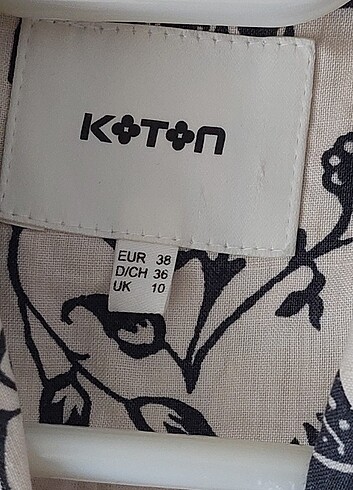 KOTON
EUR 38
D/CH 36
UK 10